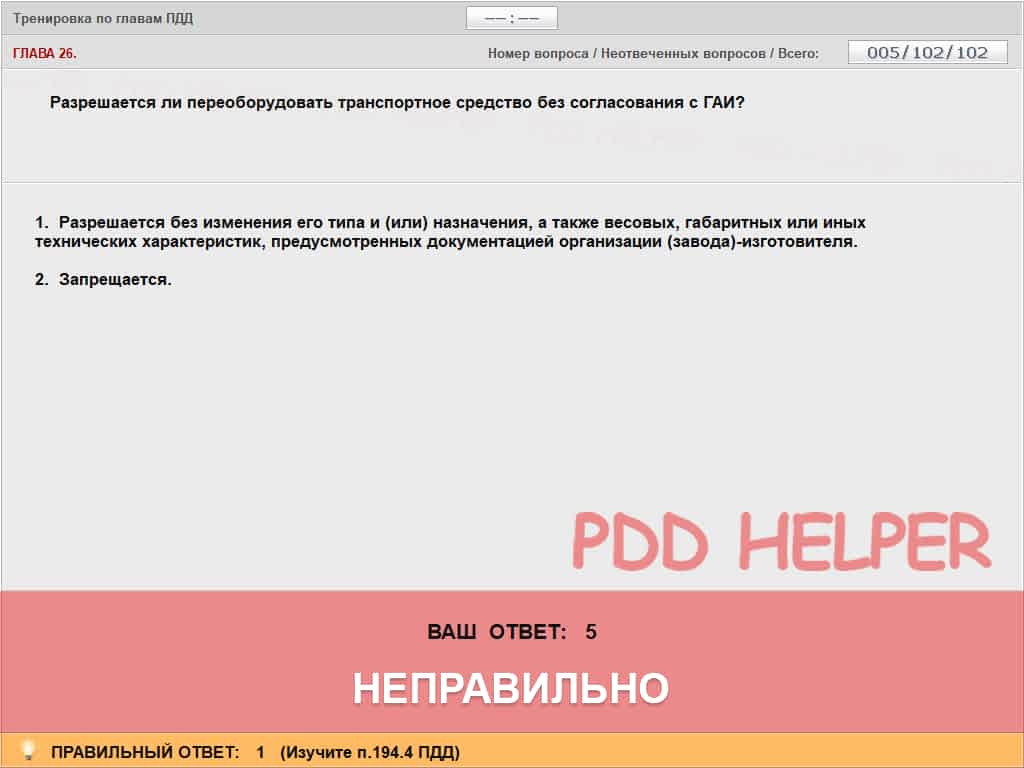 Тренировка по главам ПДД
–– : ––
ГЛАВА 26.
Номер вопроса / Неотвеченных вопросов / Всего:
005/102/102
Разрешается ли переоборудовать транспортное средство без согласования с ГАИ?
1. Разрешается без изменения его типа и (или) назначения, а также весовых, габаритных или иных
технических характеристик, предусмотренных документацией организации (завода)-изготовителя.
2. Запрещается.
PDD HELPER
ВАШ ОТВЕТ: 5
НЕПРАВИЛЬНО
ПРАВИЛЬНЫЙ ОТВЕТ: 1 (Изучите п.194.4 ПДД)